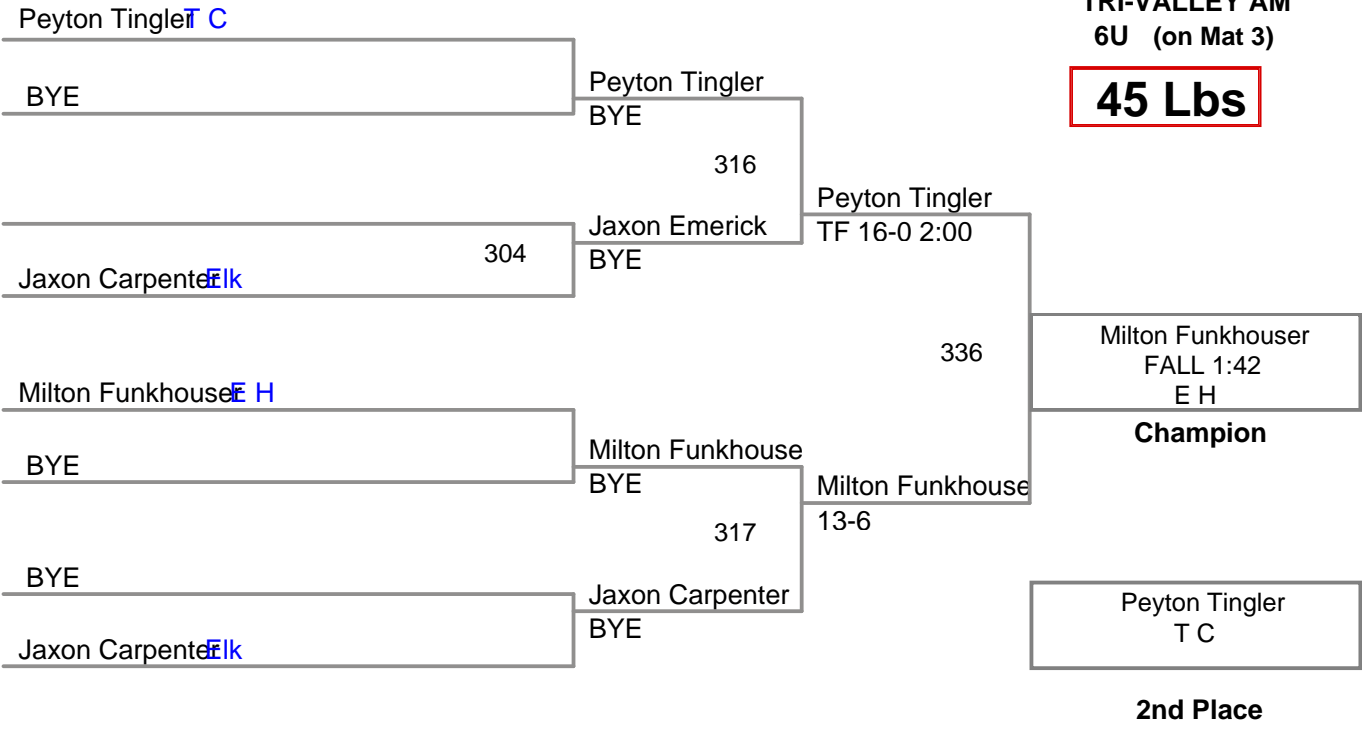 TRI-VALLEY AM
6U (on Mat 3)
45 Lbs
Peyton Tingler T C
BYE
Peyton Tingler
BYE
316
Peyton Tingler
TF 16-0 2:00
Jaxon Emerick
BYE
304
Jaxon Carpenter Elk
336
Milton Funkhouser
FALL 1:42
E H
Champion
Milton Funkhouser E H
BYE
Milton Funkhouse
BYE
Milton Funkhouse
13-6
317
BYE
Jaxon Carpenter
BYE
Jaxon Carpenter Elk
Peyton Tingler
T C
2nd Place